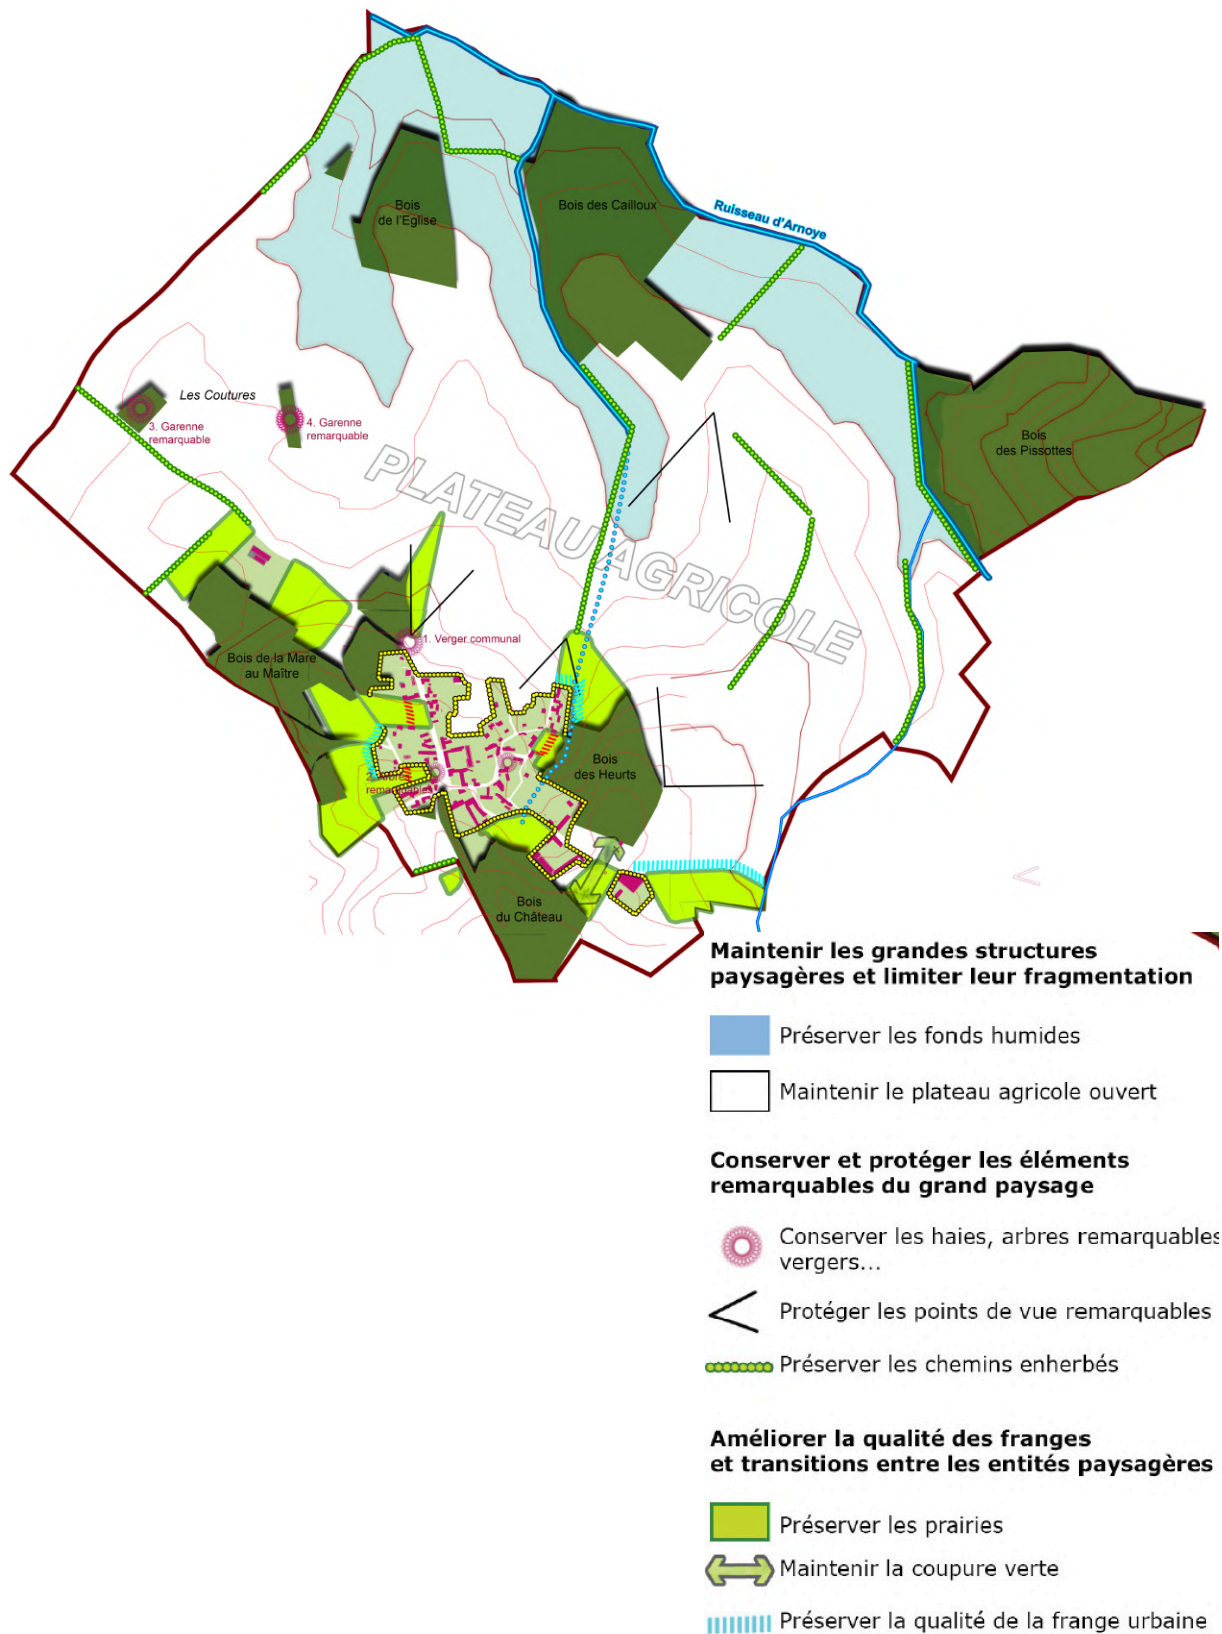 Ruisseau d'Arnoye
Bois
de l'Eglise
Bois des Cailloux
Les Coutures
3. Garenne
remarquable
4. Garenne
remarquable
Bois
des Pissottes
PLATEAU AGRICOLE
1. Verger communal
Bois de la Mare
au Maître
2. Arbres
remarquables
Bois
des Heurts
Bois
du Château
Maintenir les grandes structures
paysagères et limiter leur fragmentation
Préserver les fonds humides
Maintenir le plateau agricole ouvert
Conserver et protéger les éléments
remarquables du grand paysage
Conserver les haies, arbres remarquables
vergers...
Protéger les points de vue remarquables
Préserver les chemins enherbés
Améliorer la qualité des franges
et transitions entre les entités paysagères
Préserver les prairies
Maintenir la coupure verte
Préserver la qualité de la frange urbaine